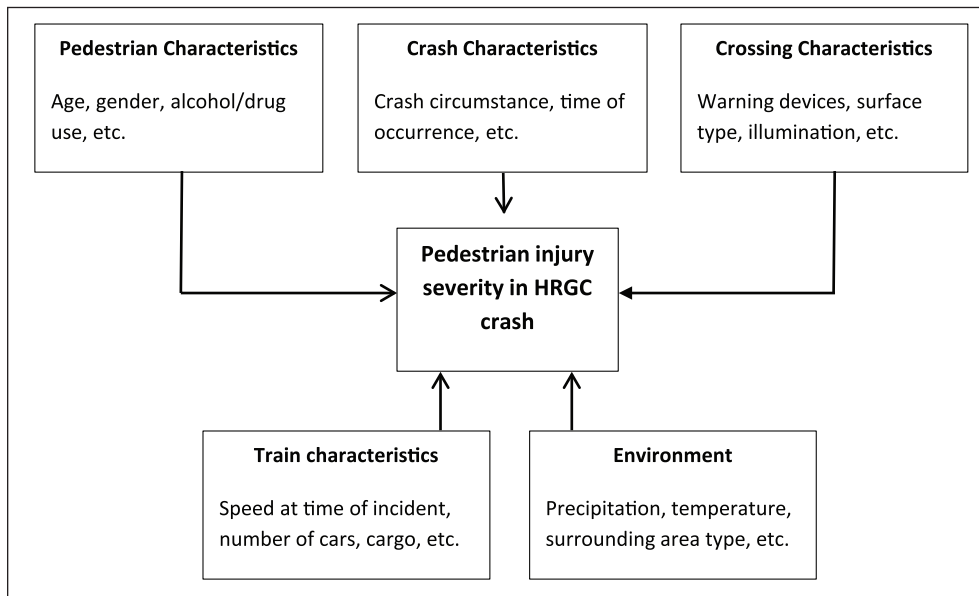 Pedestrian Characteristics
Age, gender, alcohol/drug
use, etc.
Crash Characteristics
Crash circumstance, time of
occurrence, etc.
Crossing Characteristics
Warning devices, surface
type, illumination, etc.
Pedestrian injury
severity in HRGC
crash
Train characteristics
Speed at time of incident,
number of cars, cargo, etc.
Environment
Precipitation, temperature,
surrounding area type, etc.